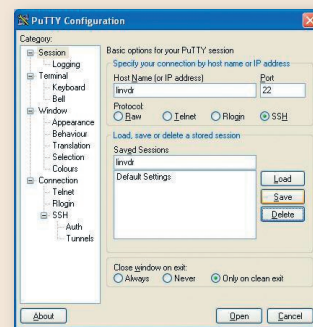 PuTTY Configuration
Category:
Session
Logging
Terminal
Keyboard
Bell
Window
Appearance
Behaviour
Translation
Selection
Colours
Connection
Telnet
Rlogin
SSH
Auth
Tunnels
Basic options for your PuTTY session
Specify your connection by host name or IP address
Host Name (or IP address)
Port
linvdr
22
Protocol:
Raw
Telnet
Rlogin
SSH
Load, save or delete a stored session
Saved Sessions
linvdr
Default Settings
Load
Save
Delete
Close window on exit:
Always
Never
Only on clean exit
About
Open
Cancel